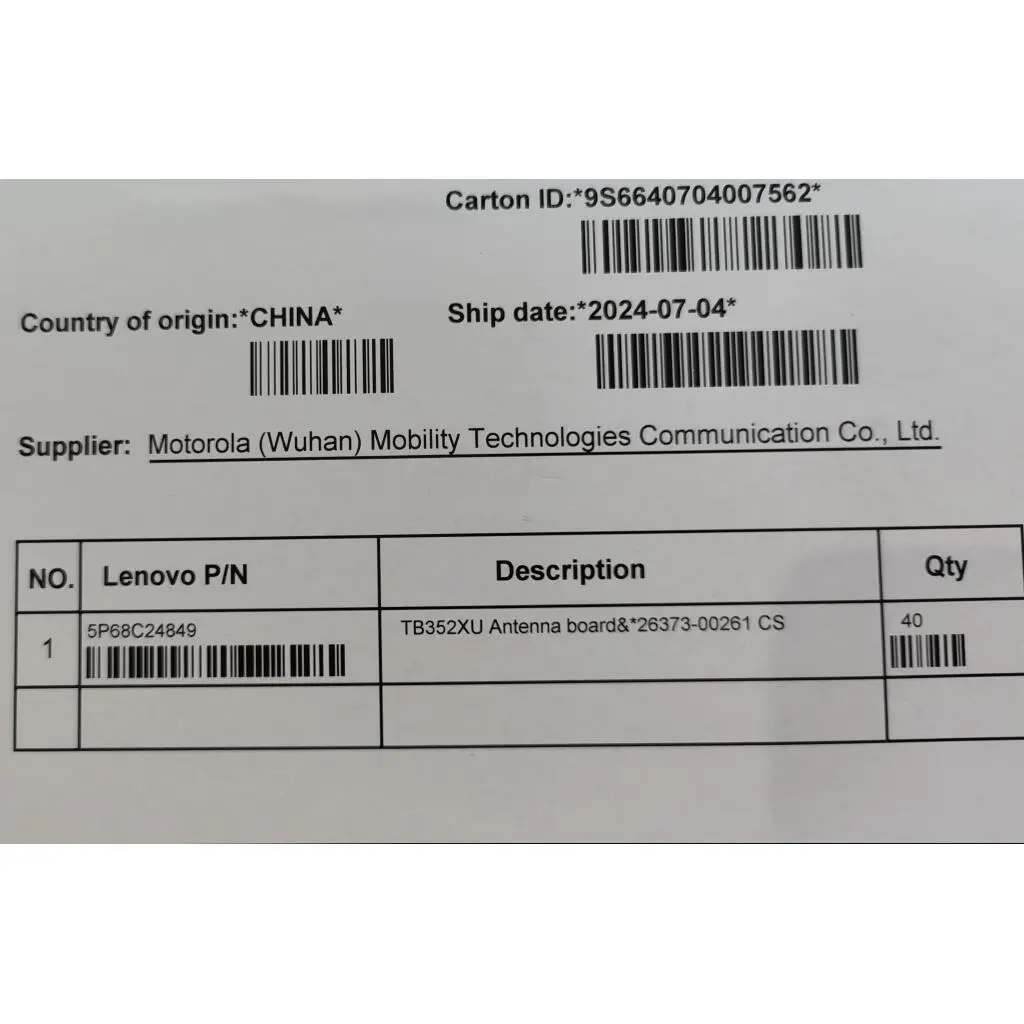 Carton ID:*9S6640704007562*
Country of origin:*CHINA*
Ship date:*2024-07-04*
Supplier: Motorola (Wuhan) Mobility Technologies Communication Co., Ltd.
NO. Lenovo P/N Description Qty
1 5P68C24849 TB352XU Antenna board&*26373-00261 CS 40